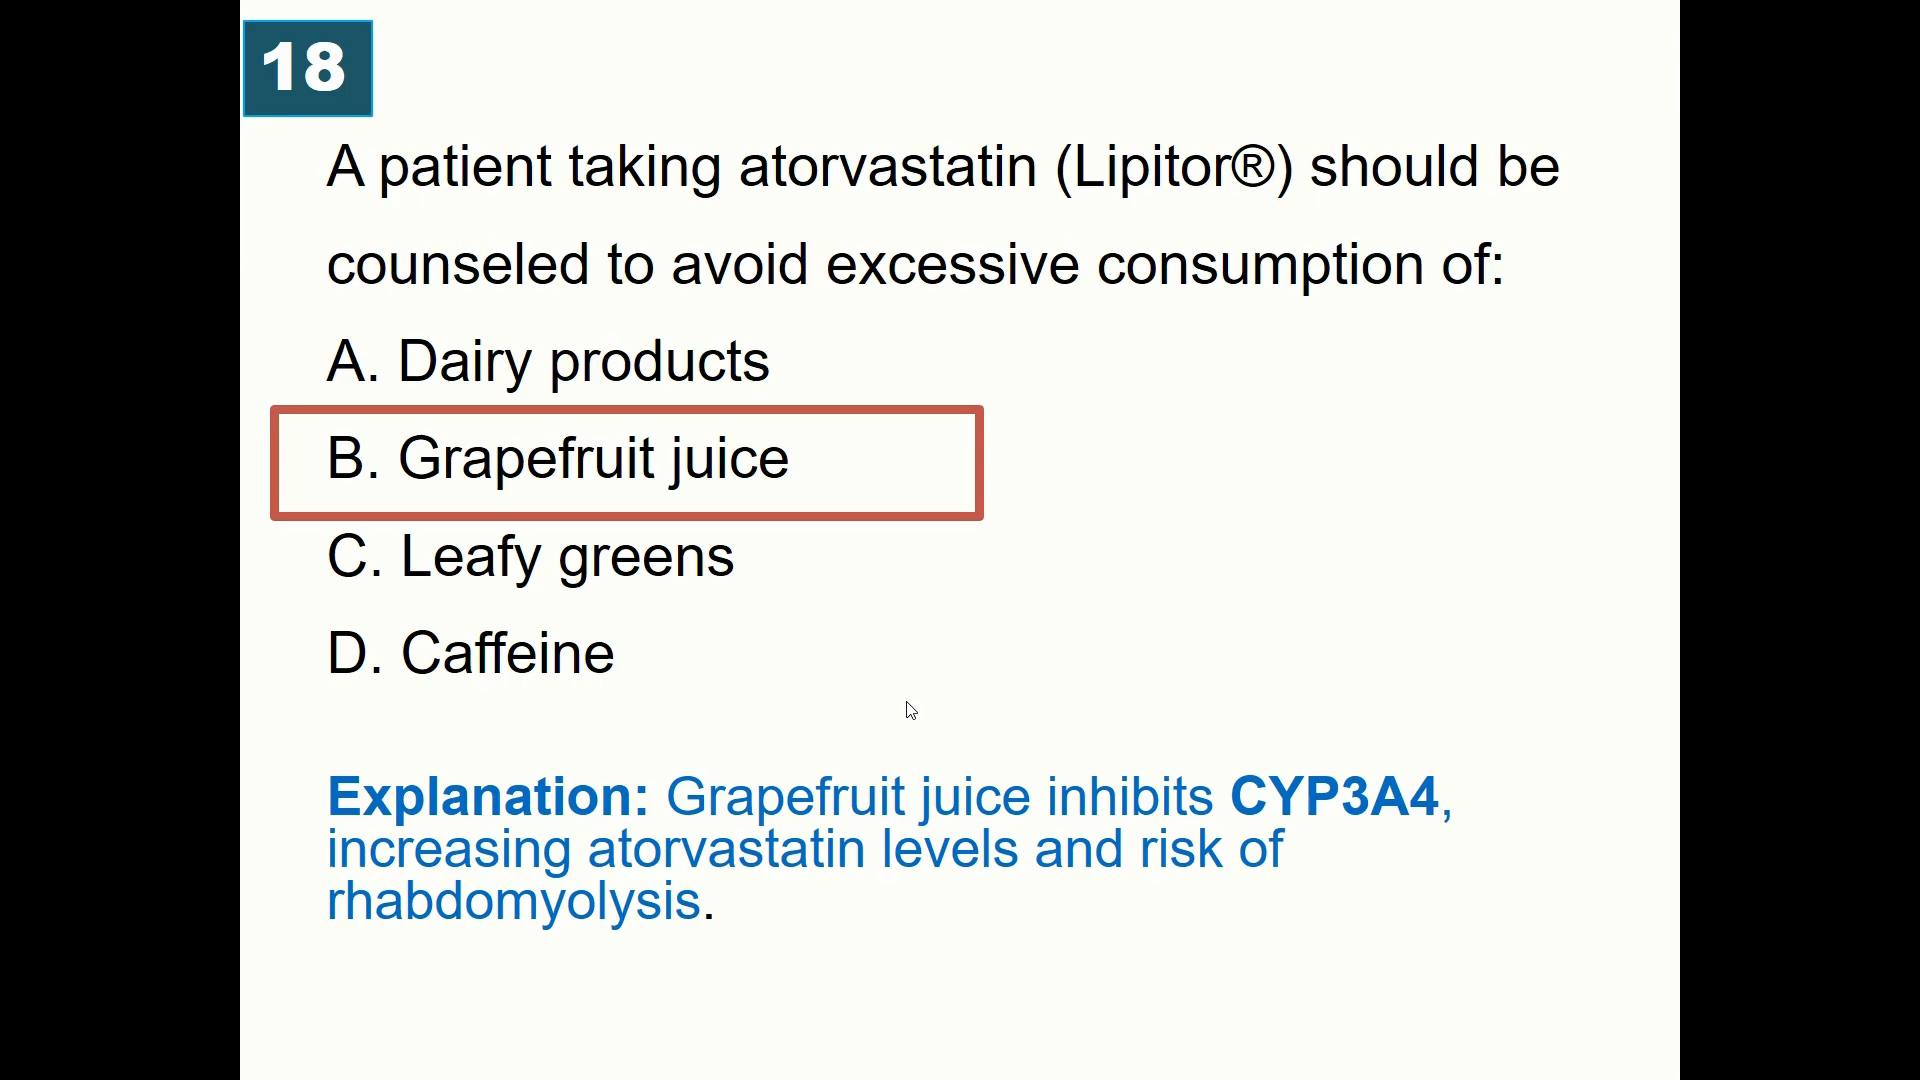 18
A patient taking atorvastatin (Lipitor®) should be
counseled to avoid excessive consumption of:
A. Dairy products
B. Grapefruit juice
C. Leafy greens
D. Caffeine
Explanation: Grapefruit juice inhibits CYP3A4,
increasing atorvastatin levels and risk of
rhabdomyolysis.